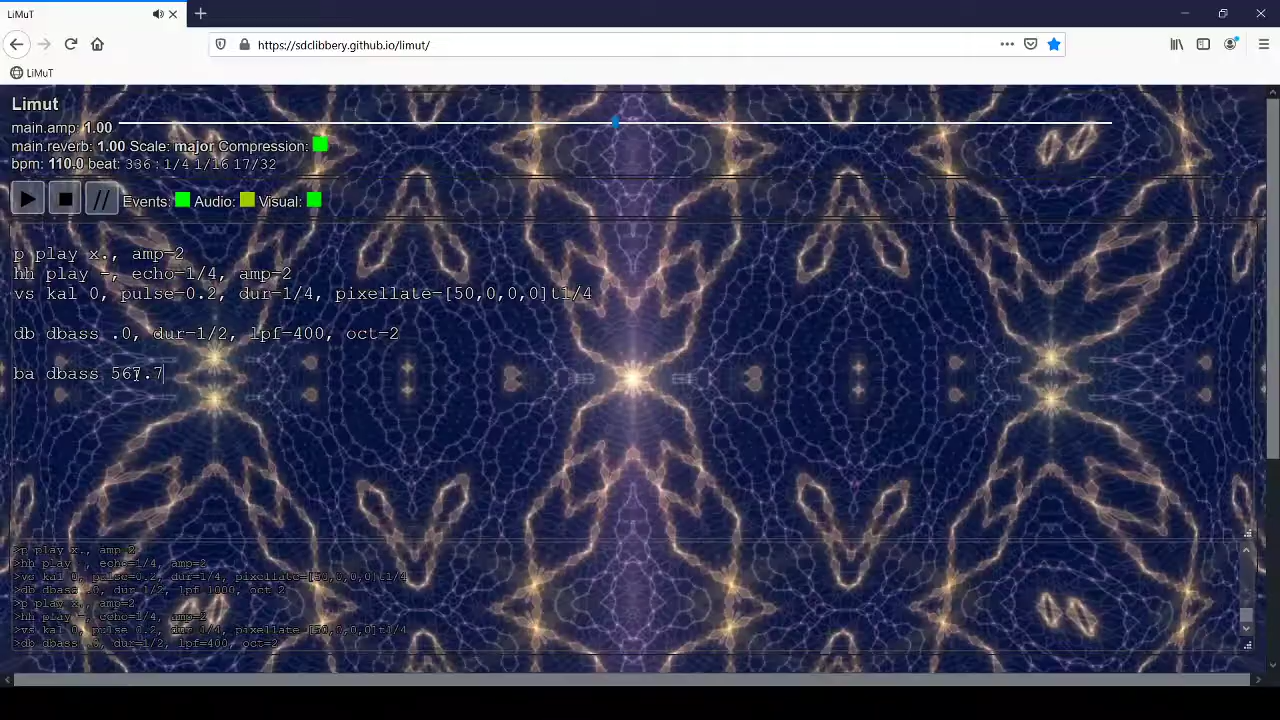 LiMuT
https://sdclibbery.github.io/limut/
LiMuT
Limut
main.amp: 1.00
main.reverb: 1.00 Scale: major Compression:
bpm: 110.0 beat: 336 : 1/4 1/16 17/32
// Events: Audio: Visual:
p play x., amp=2
hh play -, echo=1/4, amp=2
vs kal 0, pulse=0.2, dur=1/4, pixellate=[50,0,0,0]t1/4
db dbass .0, dur=1/2, lpf=400, oct=2
ba dbass 567.7
>p play x., amp=2
>hh play -, echo=1/4, amp=2
>vs kal 0, pulse=0.2, dur=1/4, pixellate=[50,0,0,0]t1/4
>db dbass .0, dur=1/2, lpf=1000, oct=2
>p play x., amp=2
>hh play -, echo=1/4, amp=2
>vs kal 0, pulse=0.2, dur=1/4, pixellate=[50,0,0,0]t1/4
>db dbass .0, dur=1/2, lpf=400, oct=2